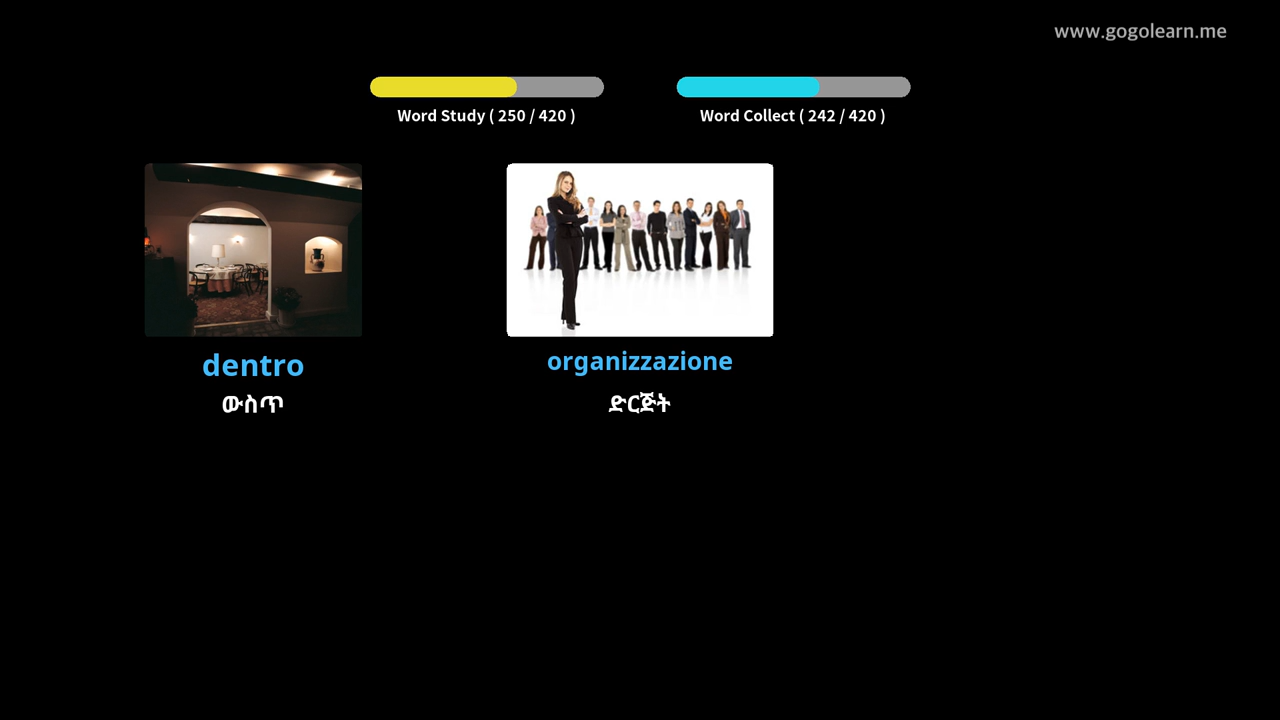 www.gogolearn.me
Word Study ( 250 / 420 )
Word Collect ( 242 / 420 )
dentro
ውስጥ
organizzazione
ድርጅት